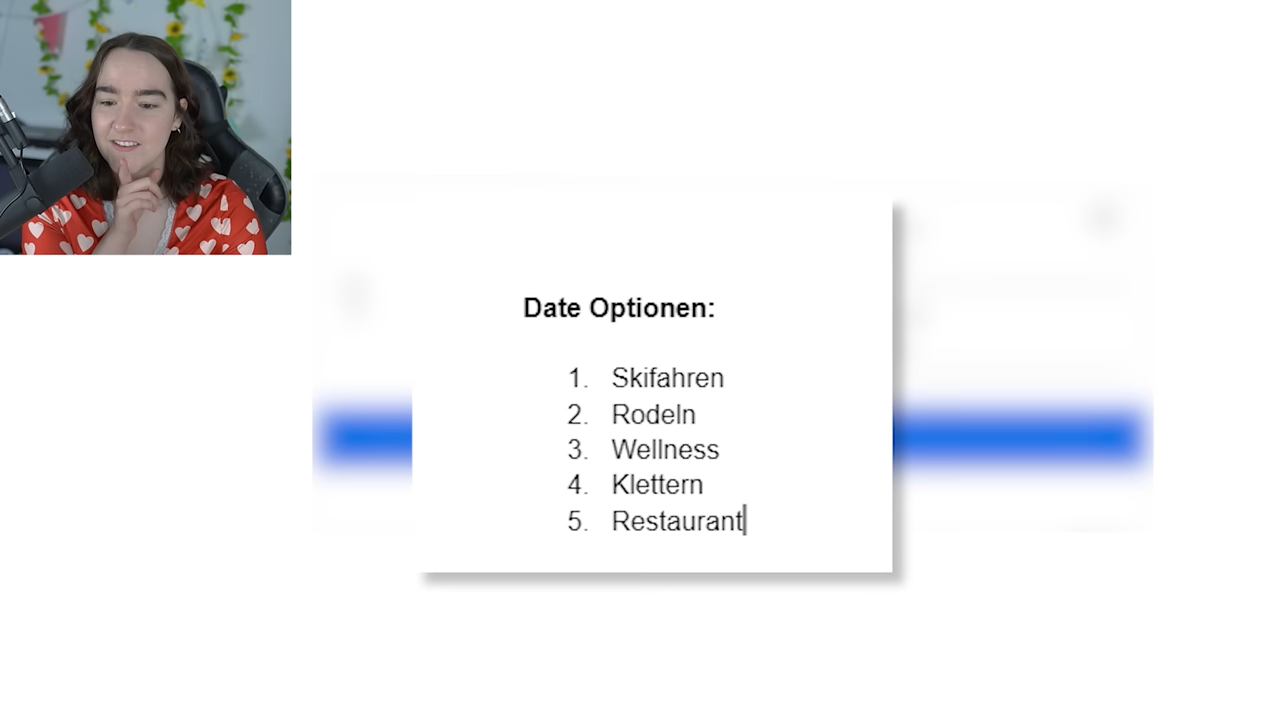 Date Optionen:
1. Skifahren
2. Rodeln
3. Wellness
4. Klettern
5. Restaurant